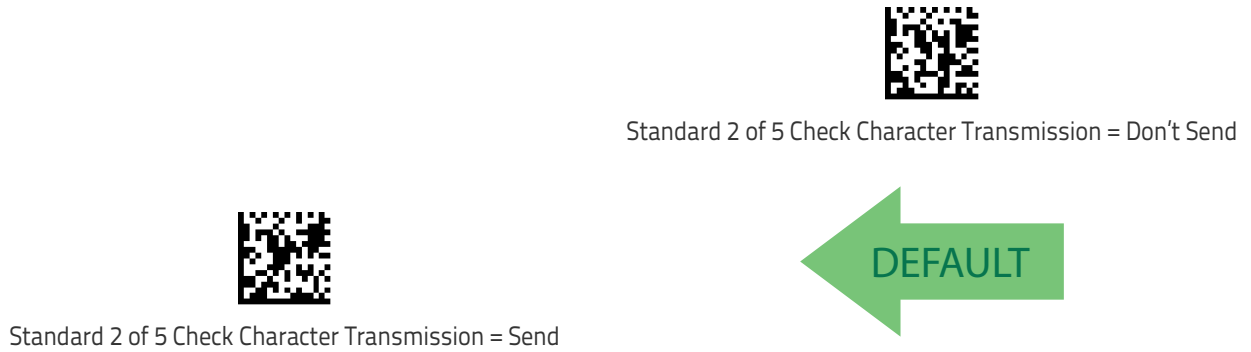 Standard 2 of 5 Check Character Transmission = Don't Send
DEFAULT
Standard 2 of 5 Check Character Transmission = Send